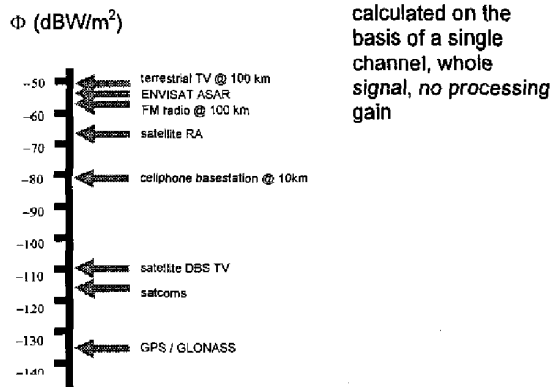 Φ (dBW/m²)
calculated on the
basis of a single
channel, whole
signal, no processing
gain
-50
terrestrial TV @ 100 km
ENVISAT ASAR
FM radio @ 100 km
-60
satellite RA
-70
-80
cellphone basestation @ 10km
-90
-100
satellite DBS TV
-110
satcoms
-120
-130
GPS / GLONASS
-140